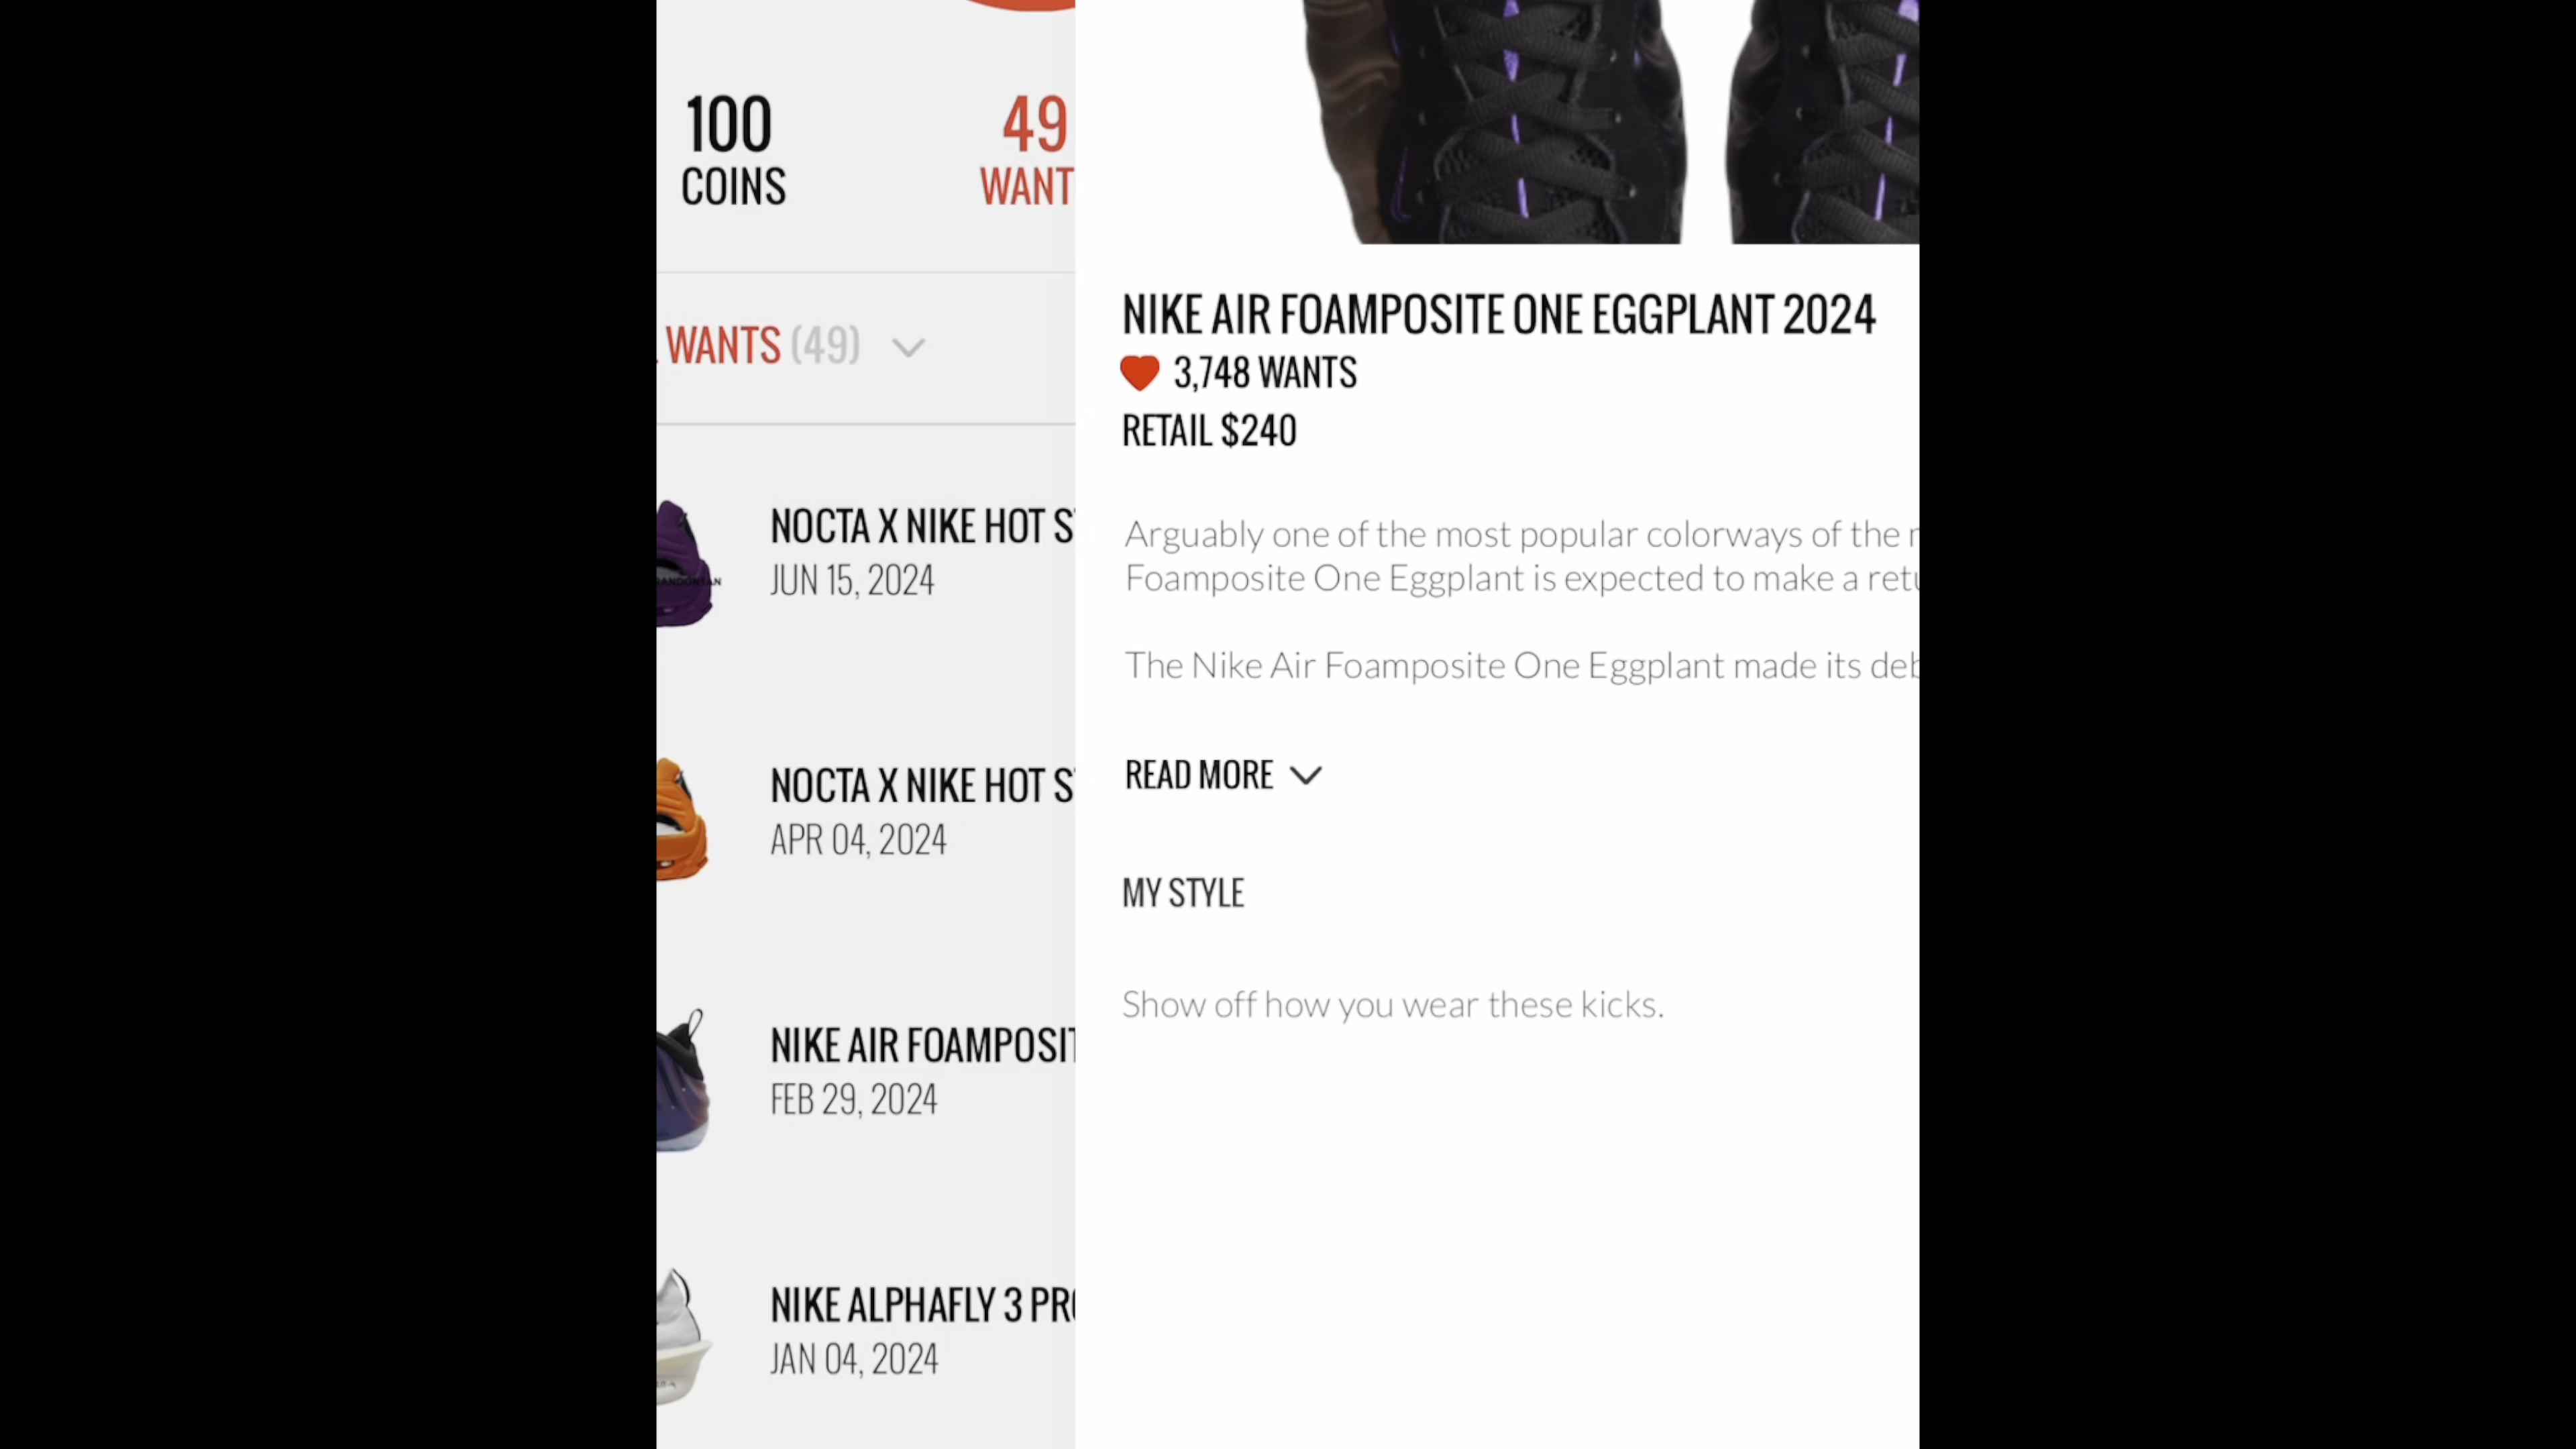 100
COINS
49
WANT
WANTS (49)
NOCTA X NIKE HOT S
JUN 15, 2024
NOCTA X NIKE HOT S
APR 04, 2024
NIKE AIR FOAMPOSIT
FEB 29, 2024
NIKE ALPHAFLY 3 PR
JAN 04, 2024
NIKE AIR FOAMPOSITE ONE EGGPLANT 2024
3,748 WANTS
RETAIL $240
Arguably one of the most popular colorways of the
Foamposite One Eggplant is expected to make a retu
The Nike Air Foamposite One Eggplant made its deb
READ MORE
MY STYLE
Show off how you wear these kicks.